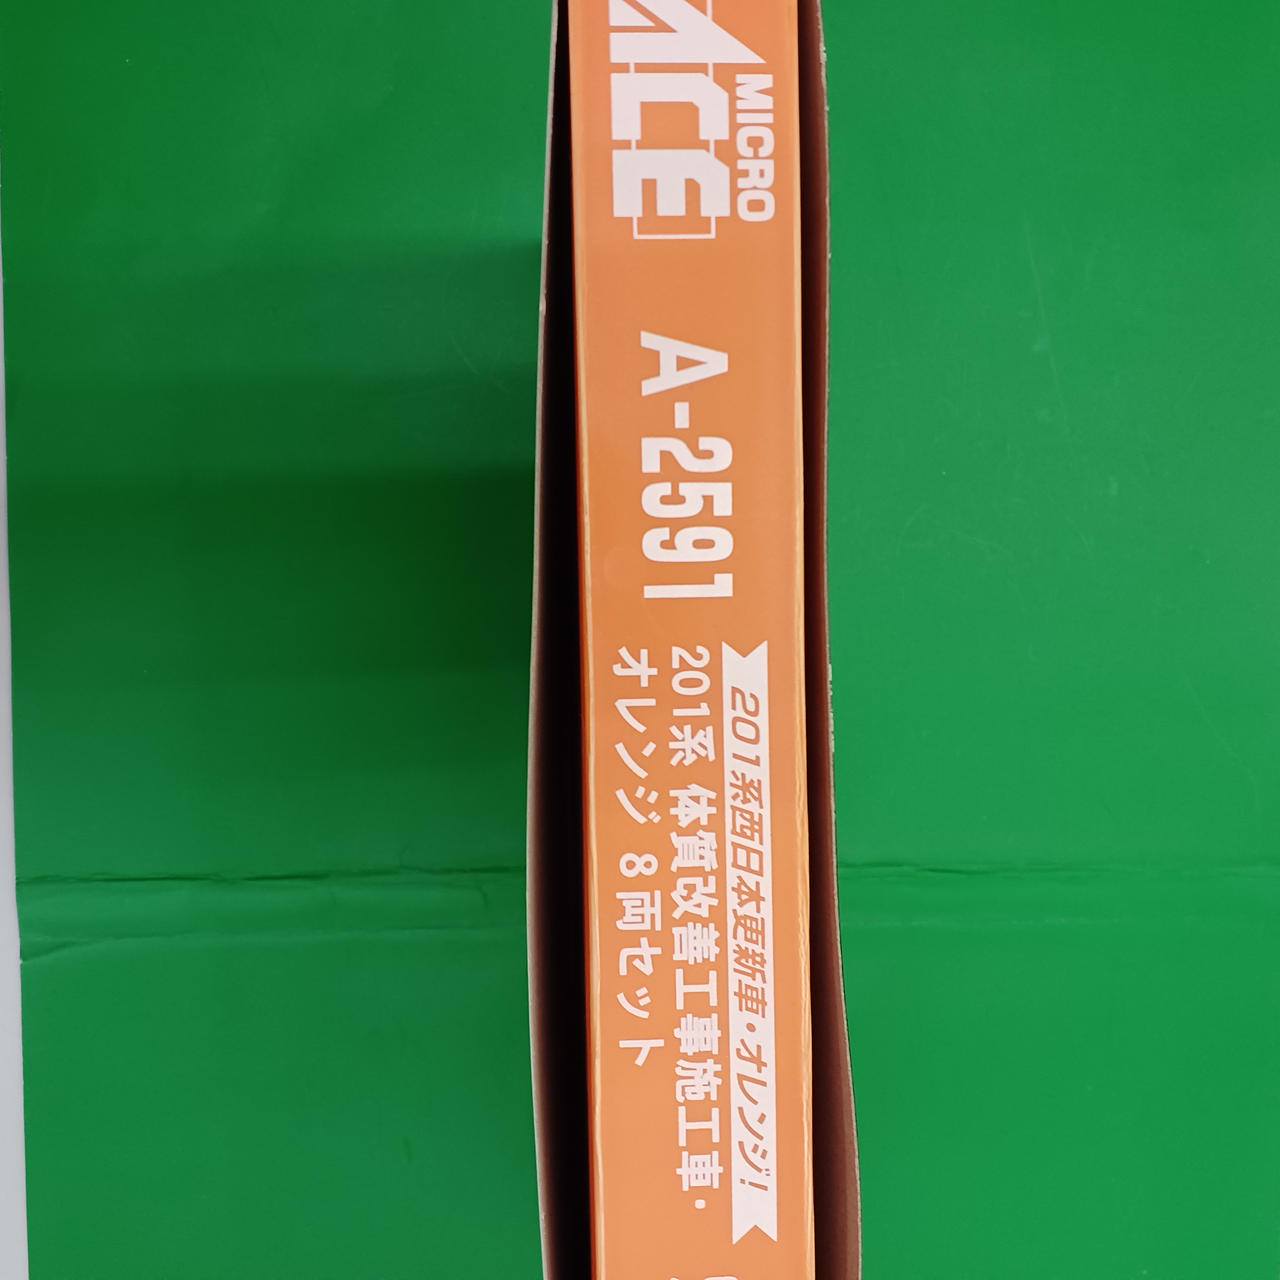 MICRO
ACE
A-2591
201系西日本更新車・オレンジ!
201系 体質改善工事施工車・
オレンジ 8両セット